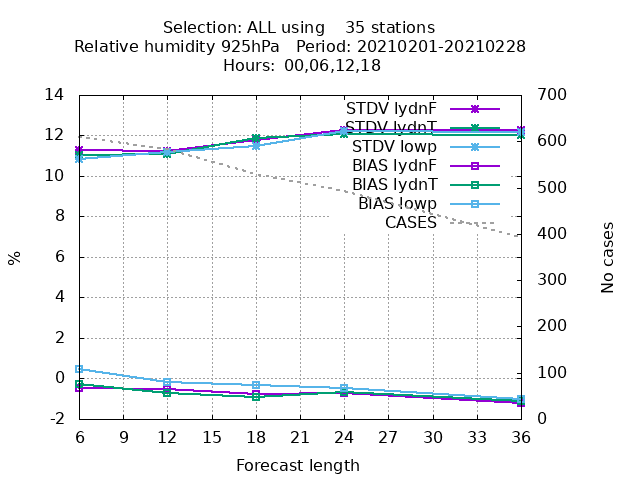 Selection: ALL using 35 stations
Relative humidity 925hPa Period: 20210201-20210228
Hours: 00,06,12,18
STDV lydnF
STDV lydnT
STDV lowp
BIAS lydnF
BIAS lydnT
BIAS lowp
CASES
%
14
12
10
8
6
4
2
0
-2
700
600
500
400
300
200
100
0
No cases
6 9 12 15 18 21 24 27 30 33 36
Forecast length